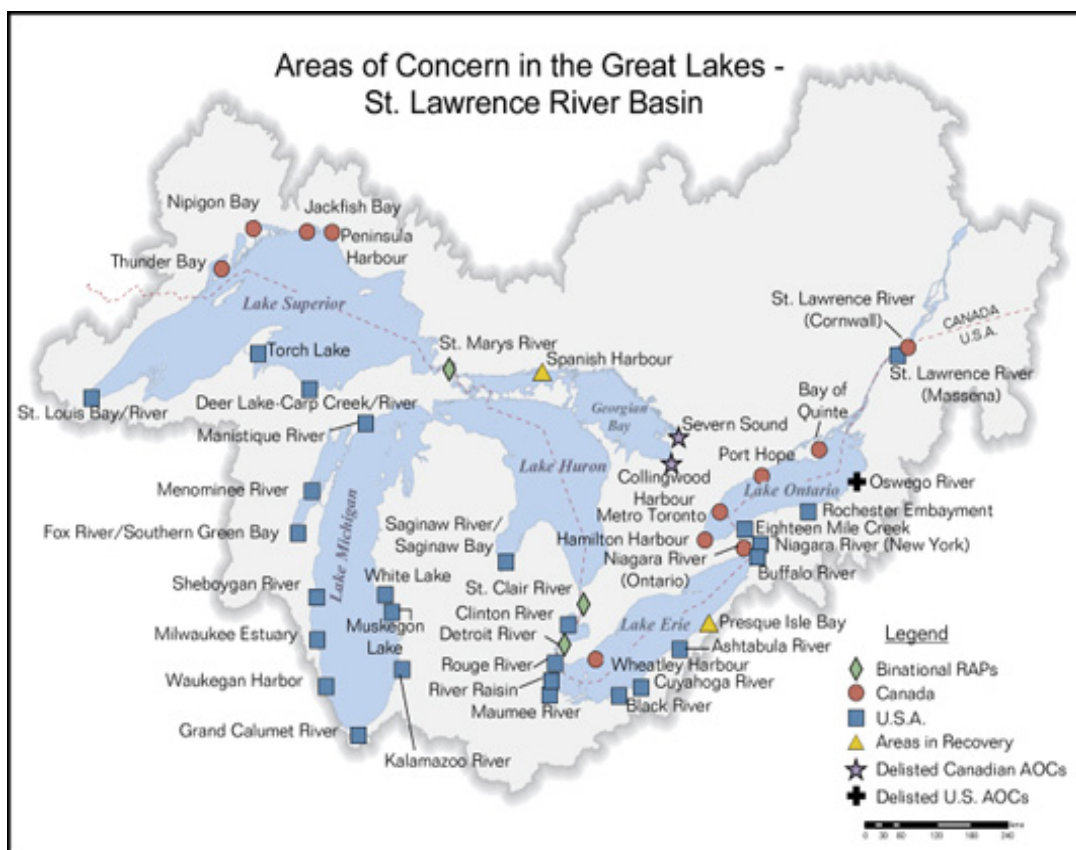 Areas of Concern in the Great Lakes -
St. Lawrence River Basin
Nipigon Bay
Jackfish Bay
Peninsula
Harbour
Thunder Bay
Lake Superior
St. Lawrence River
(Cornwall)
CANADA
U.S.A.
St. Marys River
Spanish Harbour
Torch Lake
St. Lawrence River
(Massena)
St. Louis Bay/River
Deer Lake-Carp Creek/River
Manistique River
Georgian
Bay
Bay of
Quinte
Severn Sound
Port Hope
Lake Huron
Collingwood
Harbour
Lake Ontario
Oswego River
Menominee River
Metro Toronto
Rochester Embayment
Fox River/Southern Green Bay
Saginaw River/
Saginaw Bay
Hamilton Harbour
Eighteen Mile Creek
Niagara River (New York)
Niagara River
(Ontario)
Buffalo River
Lake Michigan
Sheboygan River
White Lake
St. Clair River
Clinton River
Muskegon
Lake
Lake Erie
Presque Isle Bay
Milwaukee Estuary
Detroit River
Ashtabula River
Rouge River
Wheatley Harbour
Waukegan Harbor
River Raisin
Cuyahoga River
Maumee River
Black River
Grand Calumet River
Kalamazoo River
Legend
Binational RAPs
Canada
U.S.A.
Areas in Recovery
Delisted Canadian AOCs
Delisted U.S. AOCs
0 30 60 120 180 240